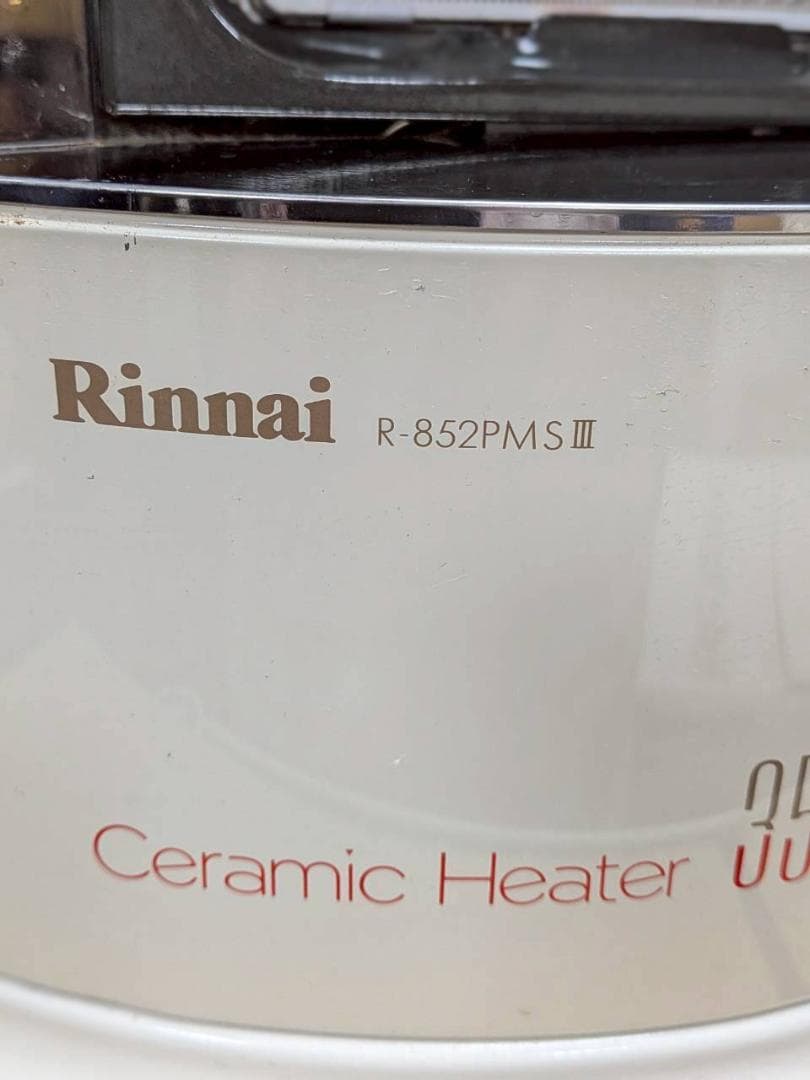 Rinnai R-852PMSⅢ
Ceramic Heater